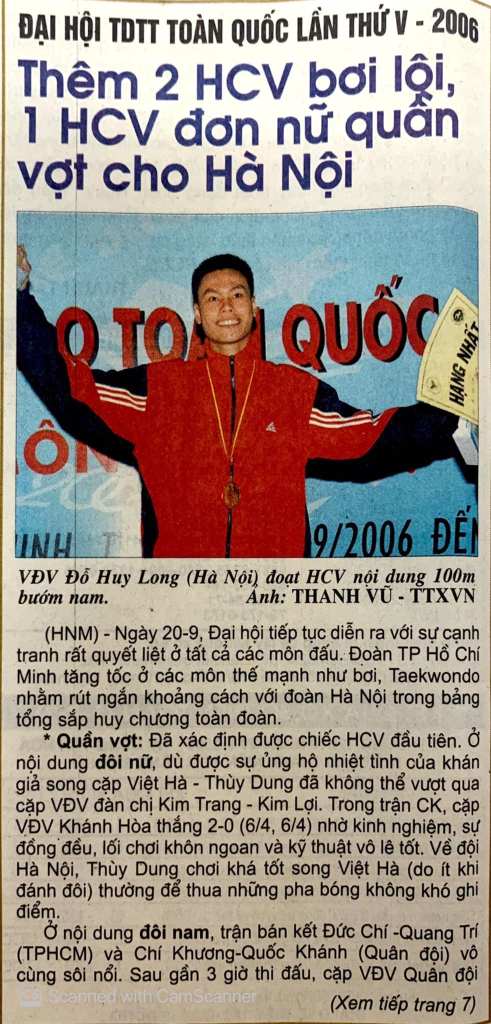 ĐẠI HỘI TDTT TOÀN QUỐC LẦN THỨ V - 2006
Thêm 2 HCV bơi lội,
1 HCV đơn nữ quần
vợt cho Hà Nội
O TOÀN QUỐC
HẠNG NHẤT
ÔN
INH T
9/2006 ĐẾN
VĐV Đỗ Huy Long (Hà Nội) đoạt HCV nội dung 100m
bướm nam. Ảnh: THANH VŨ - TTXVN
(HNM) - Ngày 20-9, Đại hội tiếp tục diễn ra với sự cạnh
tranh rất quyết liệt ở tất cả các môn đấu. Đoàn TP Hồ Chí
Minh tăng tốc ở các môn thế mạnh như bơi, Taekwondo
nhằm rút ngắn khoảng cách với đoàn Hà Nội trong bảng
tổng sắp huy chương toàn đoàn.
* Quần vợt: Đã xác định được chiếc HCV đầu tiên. Ở
nội dung đôi nữ, dù được sự ủng hộ nhiệt tình của khán
giả song cặp Việt Hà - Thùy Dung đã không thể vượt qua
cặp VĐV đàn chị Kim Trang - Kim Lợi. Trong trận CK, cặp
VĐV Khánh Hòa thắng 2-0 (6/4, 6/4) nhờ kinh nghiệm, sự
đồng đều, lối chơi khôn ngoan và kỹ thuật vô lê tốt. Về đội
Hà Nội, Thùy Dung chơi khá tốt song Việt Hà (do ít khi
đánh đôi) thường để thua những pha bóng không khó ghi
điểm.
Ở nội dung đôi nam, trận bán kết Đức Chí -Quang Trí
(TPHCM) và Chí Khương-Quốc Khánh (Quân đội) vô
cùng sôi nổi. Sau gần 3 giờ thi đấu, cặp VĐV Quân đội
(Xem tiếp trang 7)
Scanned with CamScanner